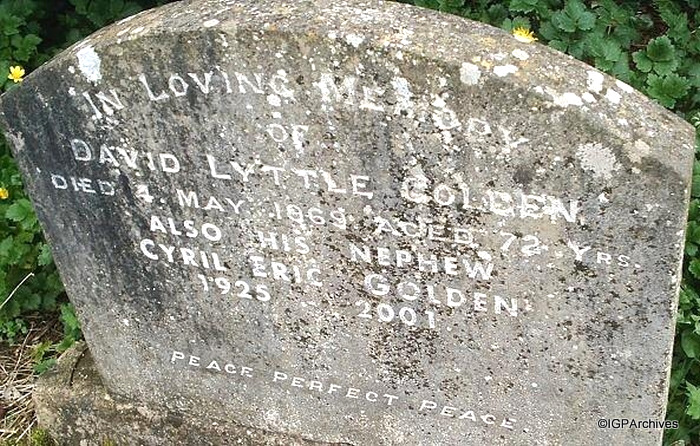 IN LOVING MEMORY
OF
DAVID LYTTLE GOLDEN
DIED 4. MAY. 1969 AGED 72 YRS.
ALSO HIS NEPHEW
CYRIL ERIC GOLDEN
1925 - 2001
PEACE PERFECT PEACE.
©IGPArchives